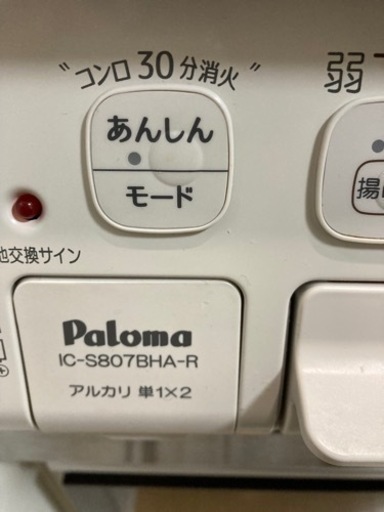 "コンロ30分消火"
弱
あんしん
モード
揚
池交換サイン
Paloma
IC-S807BHA-R
アルカリ 単1×2